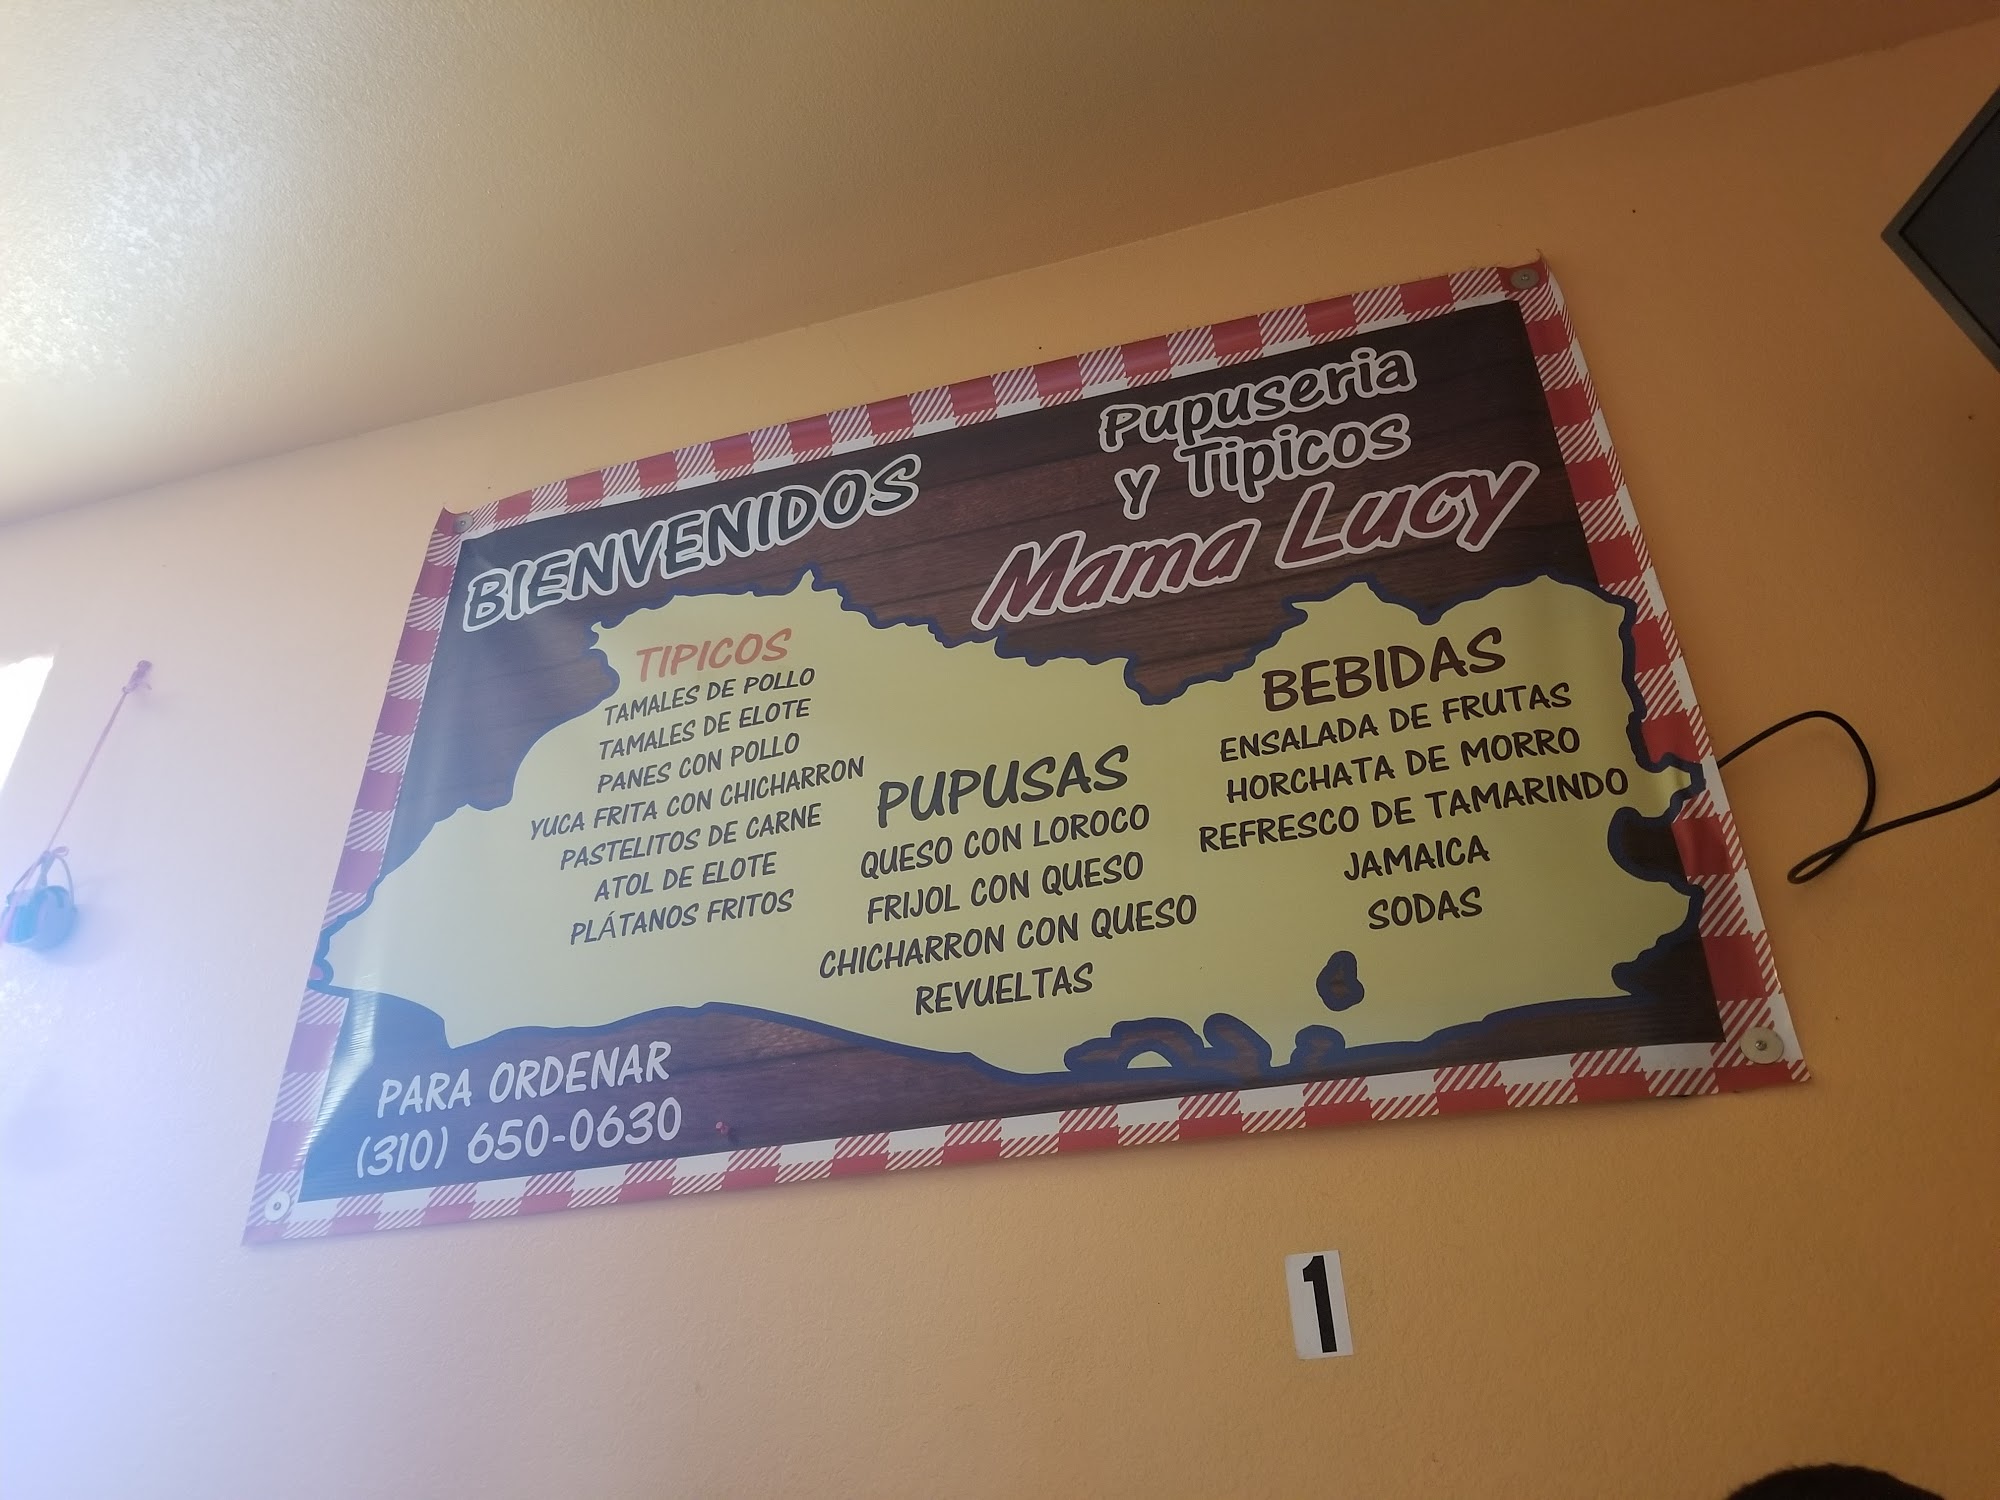 BIENVENIDOS
Pupuseria
y Tipicos
Mama Lucy
TIPICOS
TAMALES DE POLLO
TAMALES DE ELOTE
PANES CON POLLO
YUCA FRITA CON CHICHARRON
PASTELITOS DE CARNE
ATOL DE ELOTE
PLÁTANOS FRITOS
PUPUSAS
QUESO CON LOROCO
FRIJOL CON QUESO
CHICHARRON CON QUESO
REVUELTAS
BEBIDAS
ENSALADA DE FRUTAS
HORCHATA DE MORRO
REFRESCO DE TAMARINDO
JAMAICA
SODAS
PARA ORDENAR
(310) 650-0630
1